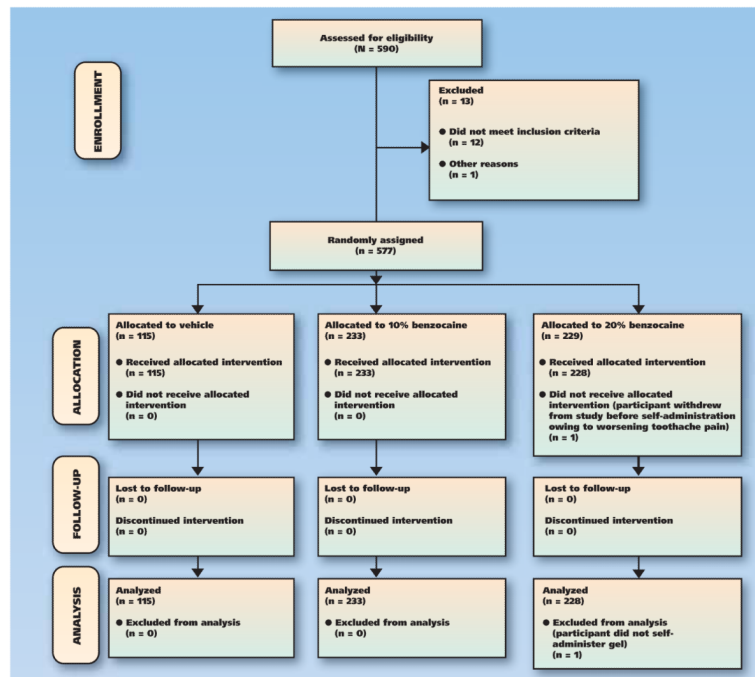 Assessed for eligibility
(N = 590)
ENROLLMENT
Excluded
(n = 13)
● Did not meet inclusion criteria
(n = 12)
● Other reasons
(n = 1)
Randomly assigned
(n = 577)
ALLOCATION
Allocated to vehicle
(n = 115)
● Received allocated intervention
(n = 115)
● Did not receive allocated
intervention
(n = 0)
Allocated to 10% benzocaine
(n = 233)
● Received allocated intervention
(n = 233)
● Did not receive allocated
intervention
(n = 0)
Allocated to 20% benzocaine
(n = 229)
● Received allocated intervention
(n = 228)
● Did not receive allocated
intervention (participant withdrew
from study before self-administration
owing to worsening toothache pain)
(n = 1)
FOLLOW-UP
Lost to follow-up
(n = 0)
Discontinued intervention
(n = 0)
Lost to follow-up
(n = 0)
Discontinued intervention
(n = 0)
Lost to follow-up
(n = 0)
Discontinued intervention
(n = 0)
ANALYSIS
Analyzed
(n = 115)
● Excluded from analysis
(n = 0)
Analyzed
(n = 233)
● Excluded from analysis
(n = 0)
Analyzed
(n = 228)
● Excluded from analysis
(participant did not self-
administer gel)
(n = 1)